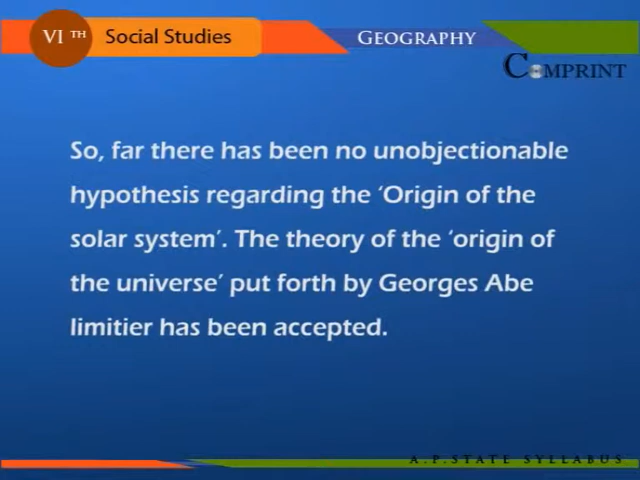 VI TH Social Studies
GEOGRAPHY
COMPRINT
So, far there has been no unobjectionable
hypothesis regarding the ‘Origin of the
solar system’. The theory of the ‘origin of
the universe’ put forth by Georges Abe
limitier has been accepted.
A.P.STATE SYLLABUS